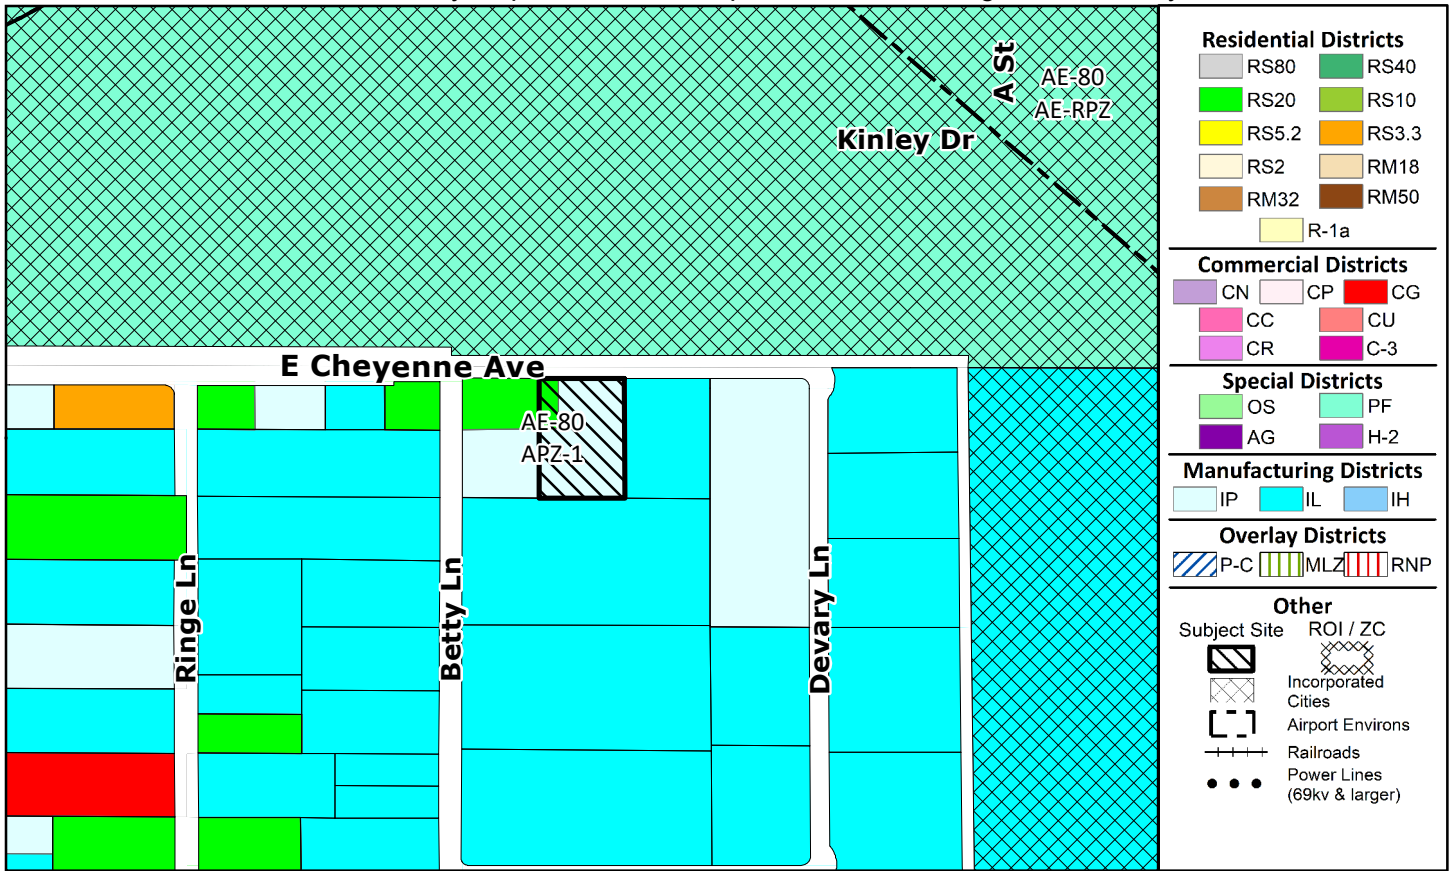 A St
AE-80
AE-RPZ
Kinley Dr
E Cheyenne Ave
AE-80
APZ-1
Ringe Ln
Betty Ln
Devary Ln
Residential Districts
RS80 RS40
RS20 RS10
RS5.2 RS3.3
RS2 RM18
RM32 RM50
R-1a
Commercial Districts
CN CP CG
CC CU
CR C-3
Special Districts
OS PF
AG H-2
Manufacturing Districts
IP IL IH
Overlay Districts
P-C MLZ RNP
Other
Subject Site ROI / ZC
Incorporated
Cities
Airport Environs
Railroads
Power Lines
(69kv & larger)